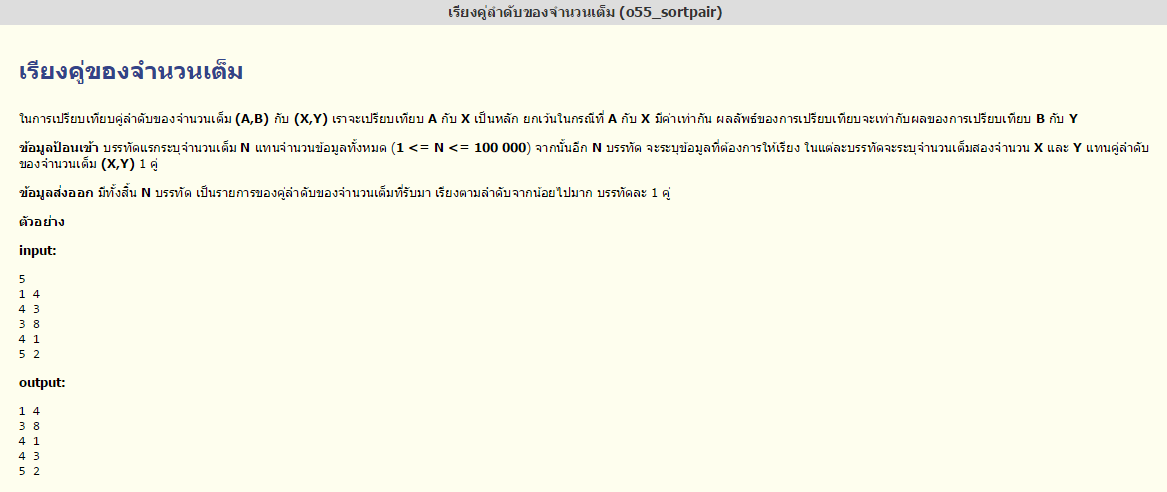 เรียงคู่ลำดับของจำนวนเต็ม (o55_sortpair)
เรียงคู่ของจำนวนเต็ม
ในการเปรียบเทียบคู่ลำดับของจำนวนเต็ม (A,B) กับ (X,Y) เราจะเปรียบเทียบ A กับ X เป็นหลัก ยกเว้นในกรณีที่ A กับ X มีค่าเท่ากัน ผลลัพธ์ของการเปรียบเทียบจะเท่ากับผลของการเปรียบเทียบ B กับ Y
ข้อมูลป้อนเข้า บรรทัดแรกระบุจำนวนเต็ม N แทนจำนวนข้อมูลทั้งหมด (1 <= N <= 100 000) จากนั้นอีก N บรรทัด จะระบุข้อมูลที่ต้องการให้เรียง ในแต่ละบรรทัดจะระบุจำนวนเต็มสองจำนวน X และ Y แทนคู่ลำดับ
ของจำนวนเต็ม (X,Y) 1 คู่
ข้อมูลส่งออก มีทั้งสิ้น N บรรทัด เป็นรายการของคู่ลำดับของจำนวนเต็มที่รับมา เรียงตามลำดับจากน้อยไปมาก บรรทัดละ 1 คู่
ตัวอย่าง
input:
5
1 4
4 3
3 8
4 1
5 2
output:
1 4
3 8
4 1
4 3
5 2